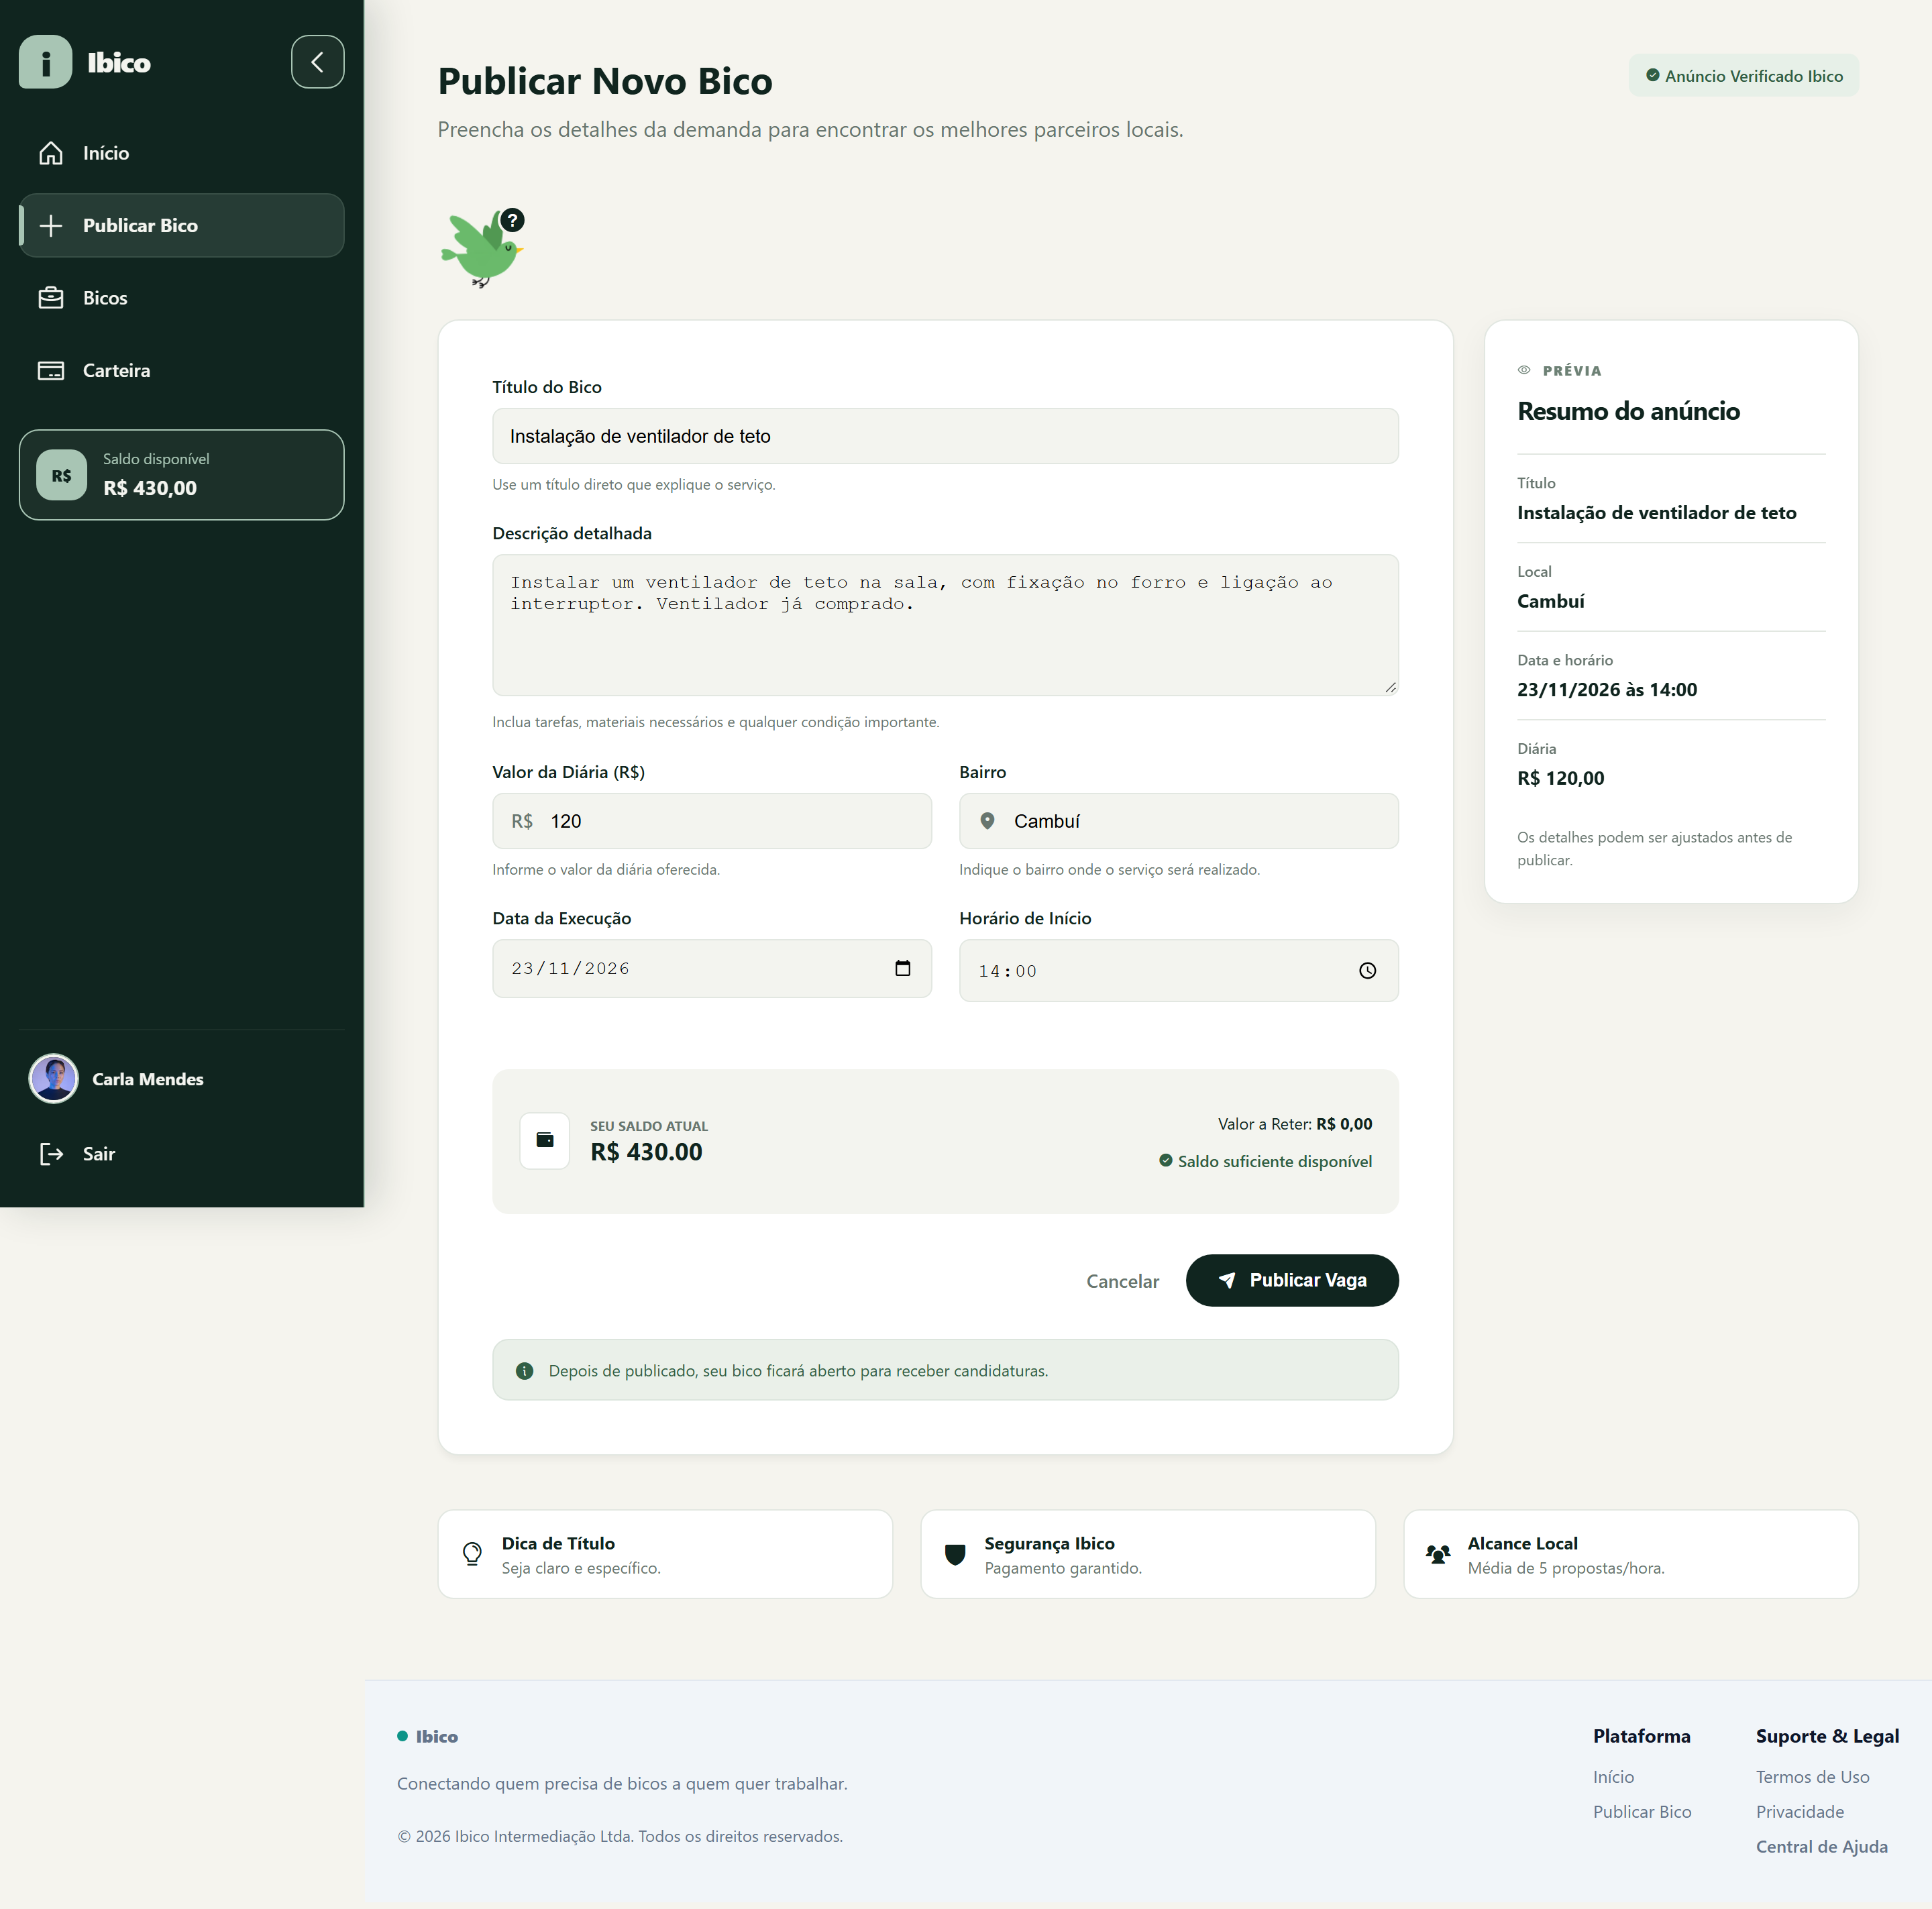 i
Ibico
Início
Publicar Bico
Bicos
Carteira
R$
Saldo disponível
R$ 430,00
Carla Mendes
Sair
Publicar Novo Bico
Preencha os detalhes da demanda para encontrar os melhores parceiros locais.
Anúncio Verificado Ibico
?
Título do Bico
Instalação de ventilador de teto
Use um título direto que explique o serviço.
Descrição detalhada
Instalar um ventilador de teto na sala, com fixação no forro e ligação ao
interruptor. Ventilador já comprado.
Inclua tarefas, materiais necessários e qualquer condição importante.
Valor da Diária (R$)
R$ 120
Informe o valor da diária oferecida.
Bairro
Cambuí
Indique o bairro onde o serviço será realizado.
Data da Execução
23/11/2026
Horário de Início
14:00
SEU SALDO ATUAL
R$ 430.00
Valor a Reter: R$ 0,00
Saldo suficiente disponível
Cancelar
Publicar Vaga
Depois de publicado, seu bico ficará aberto para receber candidaturas.
PRÉVIA
Resumo do anúncio
Título
Instalação de ventilador de teto
Local
Cambuí
Data e horário
23/11/2026 às 14:00
Diária
R$ 120,00
Os detalhes podem ser ajustados antes de
publicar.
Dica de Título
Seja claro e específico.
Segurança Ibico
Pagamento garantido.
Alcance Local
Média de 5 propostas/hora.
Ibico
Conectando quem precisa de bicos a quem quer trabalhar.
© 2026 Ibico Intermediação Ltda. Todos os direitos reservados.
Plataforma
Início
Publicar Bico
Suporte & Legal
Termos de Uso
Privacidade
Central de Ajuda